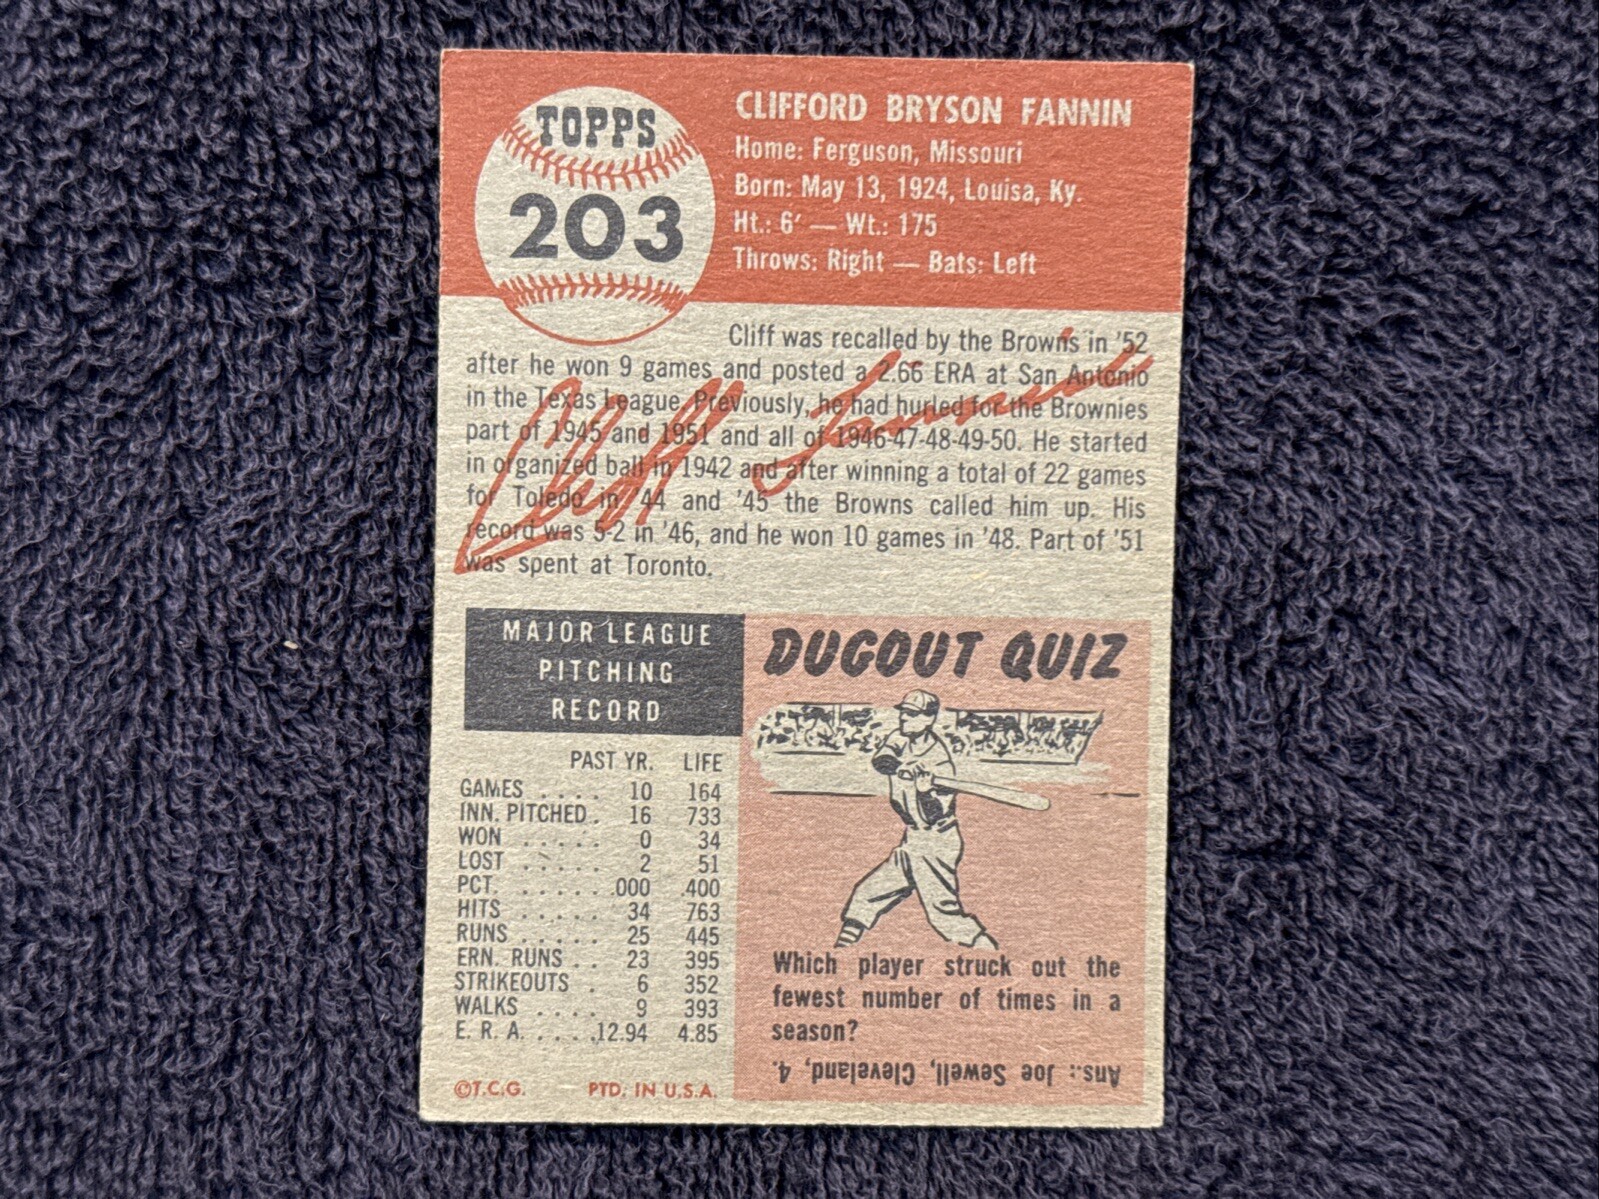 TOPPS
203
CLIFFORD BRYSON FANNIN
Home: Ferguson, Missouri
Born: May 13, 1924, Louisa, Ky.
Ht.: 6' — Wt.: 175
Throws: Right — Bats: Left
Cliff was recalled by the Browns in '52
after he won 9 games and posted a 2.66 ERA at San Antonio
in the Texas League. Previously, he had hurled for the Brownies
part of 1945 and 1951 and all of 1946-47-48-49-50. He started
in organized ball in 1942 and after winning a total of 22 games
for Toledo in '44 and '45 the Browns called him up. His
record was 5-2 in '46, and he won 10 games in '48. Part of '51
was spent at Toronto.
Cliff Fannin
MAJOR LEAGUE
PITCHING
RECORD
PAST YR. LIFE
GAMES . . . . 10 164
INN. PITCHED . 16 733
WON . . . . . 0 34
LOST . . . . . 2 51
PCT. . . . . . .000 .400
HITS . . . . . 34 763
RUNS . . . . . 25 445
ERN. RUNS . . 23 395
STRIKEOUTS . 6 352
WALKS . . . . 9 393
E. R. A. . . . .12.94 4.85
©T.C.G. PTD. IN U.S.A.
DUGOUT QUIZ
Which player struck out the
fewest number of times in a
season?
Ans.: Joe Sewell, Cleveland, 4.